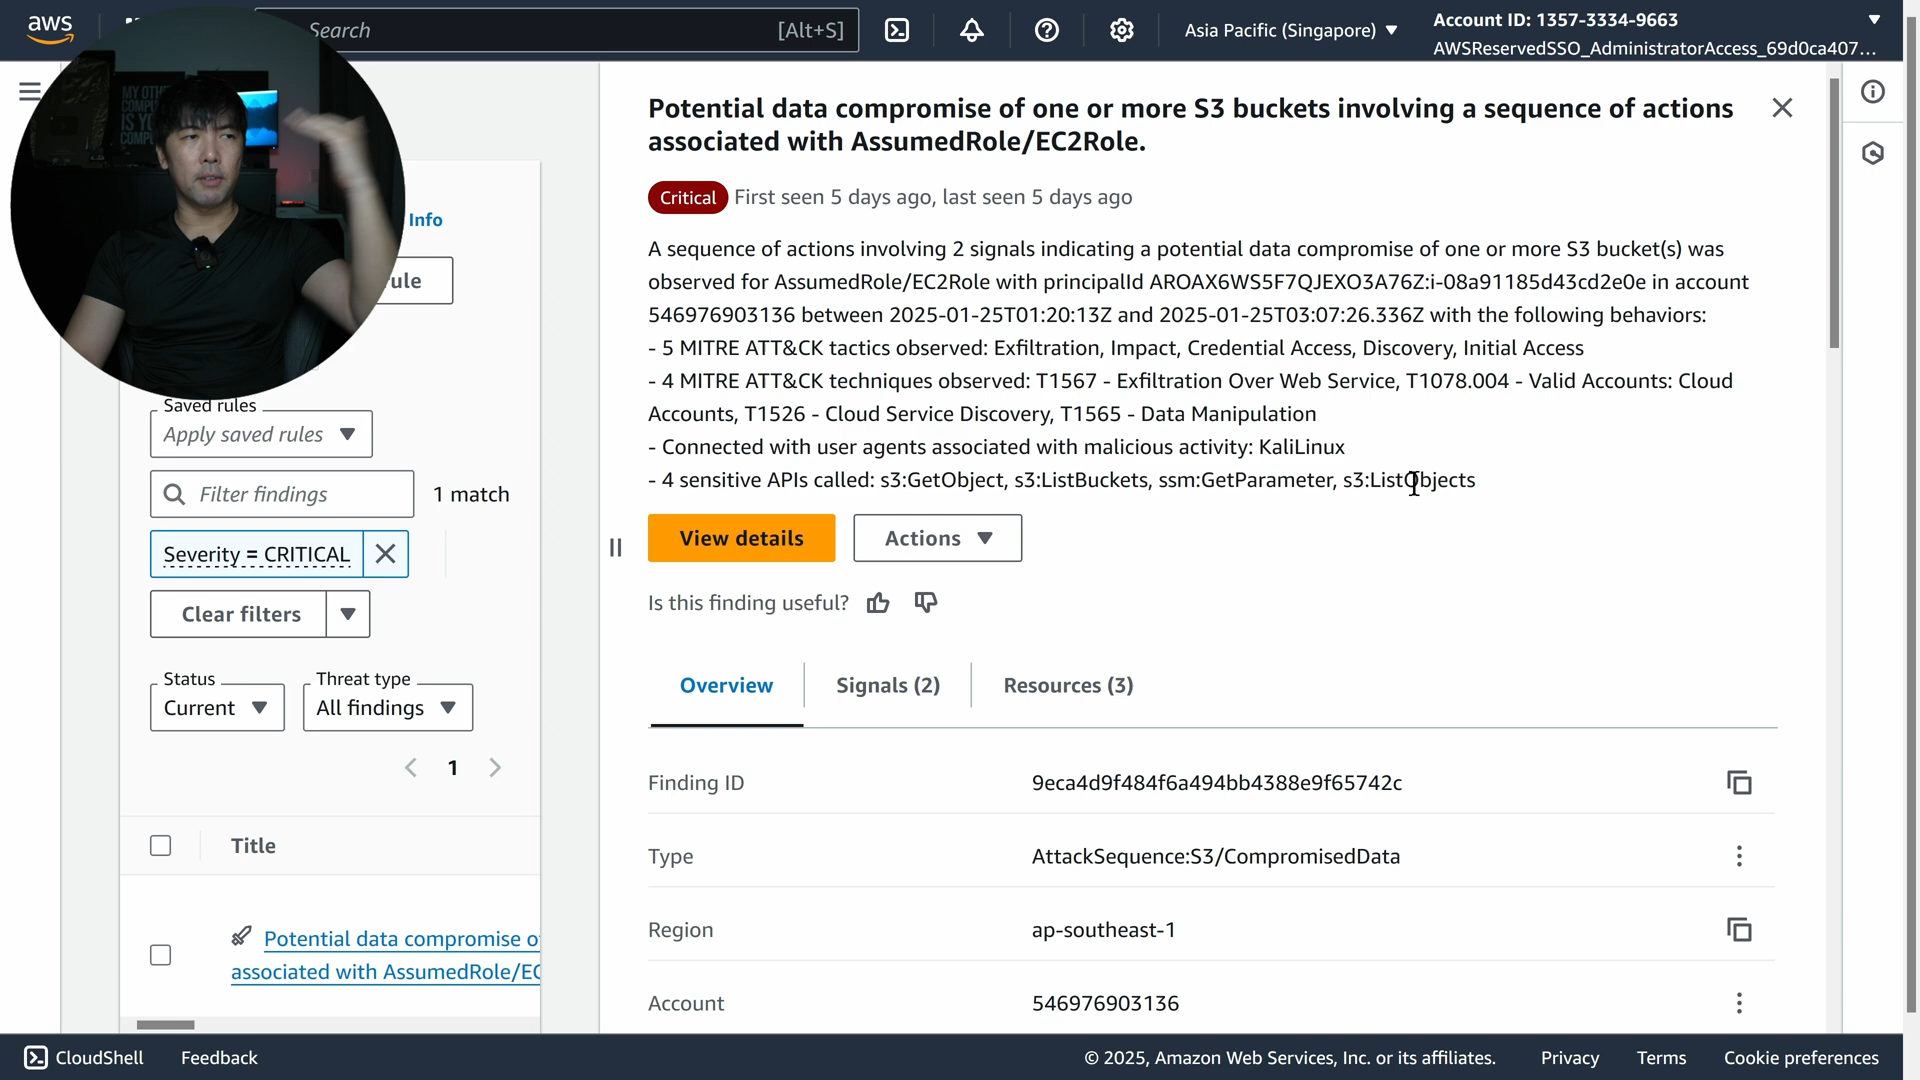 aws
Search
[Alt+S]
Asia Pacific (Singapore)
Account ID: 1357-3334-9663
AWSReservedSSO_AdministratorAccess_69d0ca407...
MY OTHER
COMPU
IS YO
COMP
Info
Saved rules
Apply saved rules
Filter findings
1 match
Severity = CRITICAL
Clear filters
Status
Current
Threat type
All findings
1
Title
Potential data compromise o
associated with AssumedRole/EC
Potential data compromise of one or more S3 buckets involving a sequence of actions
associated with AssumedRole/EC2Role.
Critical
First seen 5 days ago, last seen 5 days ago
A sequence of actions involving 2 signals indicating a potential data compromise of one or more S3 bucket(s) was
observed for AssumedRole/EC2Role with principalId AROAX6WS5F7QJEXO3A76Z:i-08a91185d43cd2e0e in account
546976903136 between 2025-01-25T01:20:13Z and 2025-01-25T03:07:26.336Z with the following behaviors:
- 5 MITRE ATT&CK tactics observed: Exfiltration, Impact, Credential Access, Discovery, Initial Access
- 4 MITRE ATT&CK techniques observed: T1567 - Exfiltration Over Web Service, T1078.004 - Valid Accounts: Cloud
Accounts, T1526 - Cloud Service Discovery, T1565 - Data Manipulation
- Connected with user agents associated with malicious activity: KaliLinux
- 4 sensitive APIs called: s3:GetObject, s3:ListBuckets, ssm:GetParameter, s3:ListObjects
View details
Actions
Is this finding useful?
Overview
Signals (2)
Resources (3)
Finding ID
9eca4d9f484f6a494bb4388e9f65742c
Type
AttackSequence:S3/CompromisedData
Region
ap-southeast-1
Account
546976903136
CloudShell
Feedback
© 2025, Amazon Web Services, Inc. or its affiliates.
Privacy
Terms
Cookie preferences